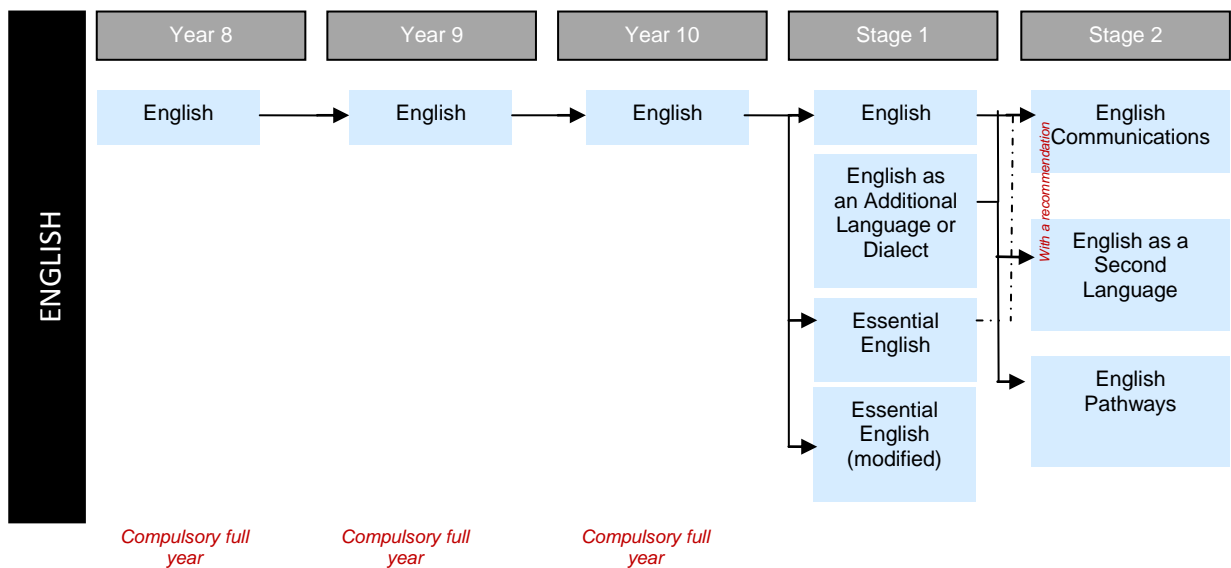 ENGLISH
Year 8
Year 9
Year 10
Stage 1
Stage 2
English
English
English
English
English as
an Additional
Language or
Dialect
Essential
English
Essential
English
(modified)
With a recommendation
English
Communications
English as a
Second
Language
English
Pathways
Compulsory full
year
Compulsory full
year
Compulsory full
year